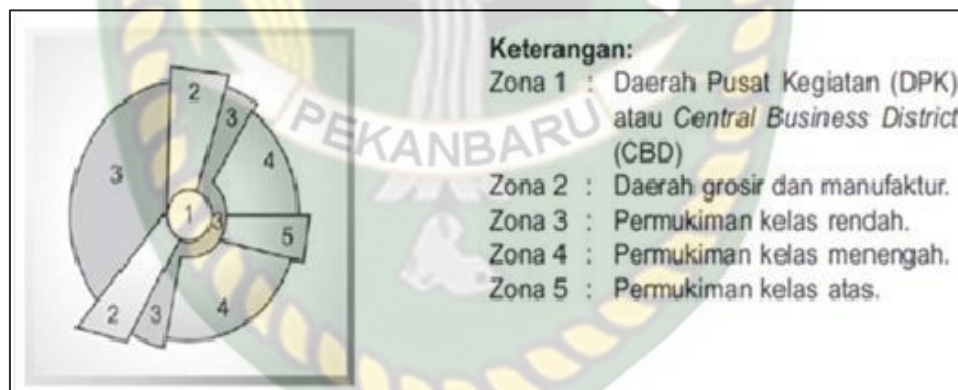 2
3
4
3
1
3
5
4
2
3
PEKANBARU
Keterangan:
Zona 1 : Daerah Pusat Kegiatan (DPK)
atau Central Business District
(CBD)
Zona 2 : Daerah grosir dan manufaktur.
Zona 3 : Permukiman kelas rendah.
Zona 4 : Permukiman kelas menengah.
Zona 5 : Permukiman kelas atas.